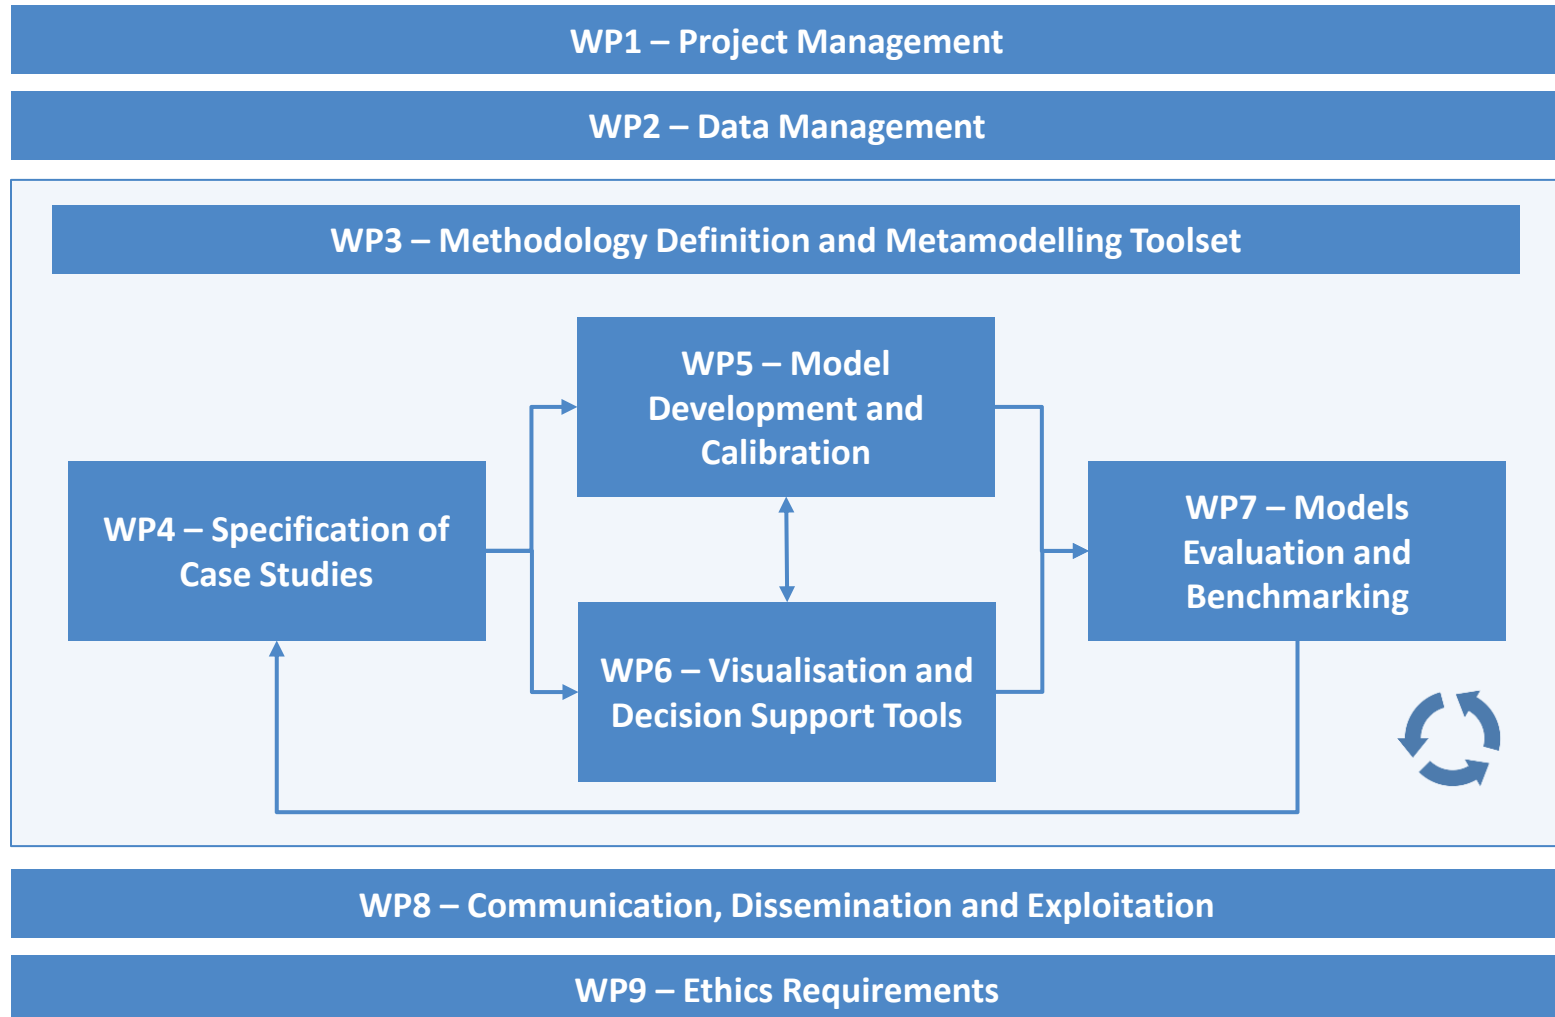 WP1 – Project Management
WP2 – Data Management
WP3 – Methodology Definition and Metamodelling Toolset
WP5 – Model
Development and
Calibration
WP4 – Specification of
Case Studies
WP7 – Models
Evaluation and
Benchmarking
WP6 – Visualisation and
Decision Support Tools
WP8 – Communication, Dissemination and Exploitation
WP9 – Ethics Requirements